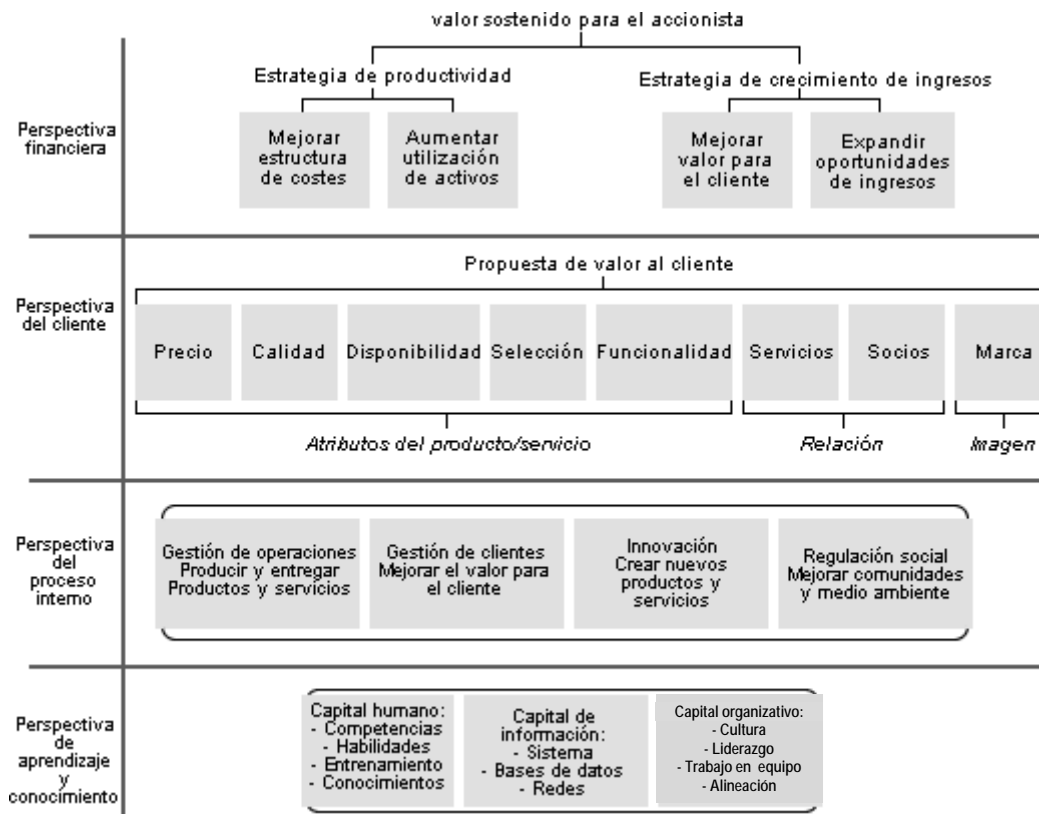 valor sostenido para el accionista
Estrategia de productividad
Estrategia de crecimiento de ingresos
Perspectiva
financiera
Mejorar
estructura
de costes
Aumentar
utilización
de activos
Mejorar
valor para
el cliente
Expandir
oportunidades
de ingresos
Propuesta de valor al cliente
Perspectiva
del cliente
Precio
Calidad
Disponibilidad
Selección
Funcionalidad
Servicios
Socios
Marca
Atributos del producto/servicio
Relación
Imagen
Perspectiva
del
proceso
interno
Gestión de operaciones
Producir y entregar
Productos y servicios
Gestión de clientes
Mejorar el valor para
el cliente
Innovación
Crear nuevos
productos y
servicios
Regulación social
Mejorar comunidades
y medio ambiente
Perspectiva
de
aprendizaje
y
conocimiento
Capital humano:
- Competencias
- Habilidades
- Entrenamiento
- Conocimientos
Capital de
información:
- Sistema
- Bases de datos
- Redes
Capital organizativo:
- Cultura
- Liderazgo
- Trabajo en equipo
- Alineación